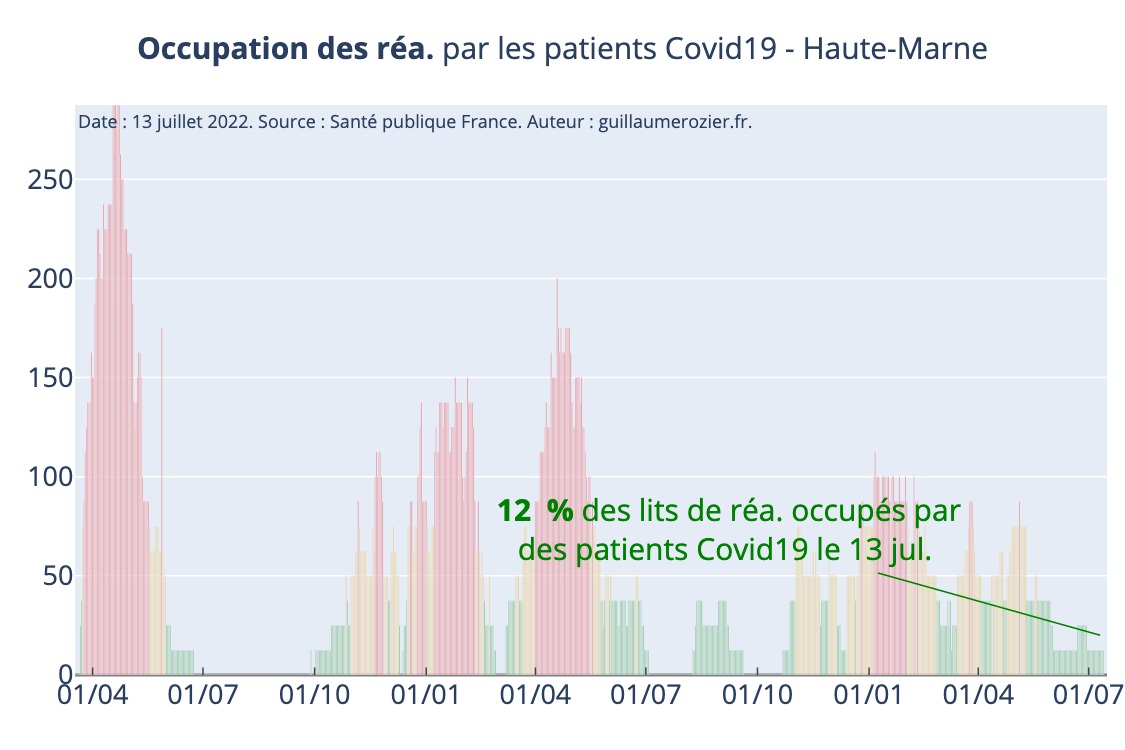 Occupation des réa. par les patients Covid19 - Haute-Marne
Date : 13 juillet 2022. Source : Santé publique France. Auteur : guillaumerozier.fr.
250
200
150
100
12 % des lits de réa. occupés par
des patients Covid19 le 13 jul.
50
0
01/04 01/07 01/10 01/01 01/04 01/07 01/10 01/01 01/04 01/07